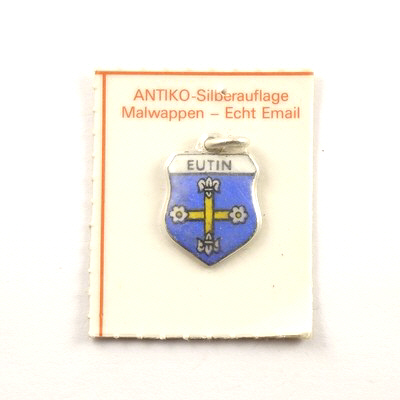 ANTIKO-Silberauflage
Malwappen – Echt Email
EUTIN